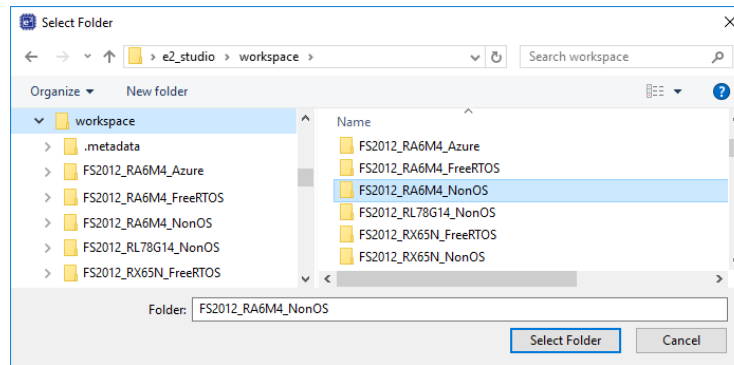 Select Folder
e2_studio > workspace >
Search workspace
Organize
New folder
?
workspace
.metadata
FS2012_RA6M4_Azure
FS2012_RA6M4_FreeRTOS
FS2012_RA6M4_NonOS
FS2012_RL78G14_NonOS
FS2012_RX65N_FreeRTOS
Name
FS2012_RA6M4_Azure
FS2012_RA6M4_FreeRTOS
FS2012_RA6M4_NonOS
FS2012_RL78G14_NonOS
FS2012_RX65N_FreeRTOS
FS2012_RX65N_NonOS
Folder: FS2012_RA6M4_NonOS
Select Folder
Cancel